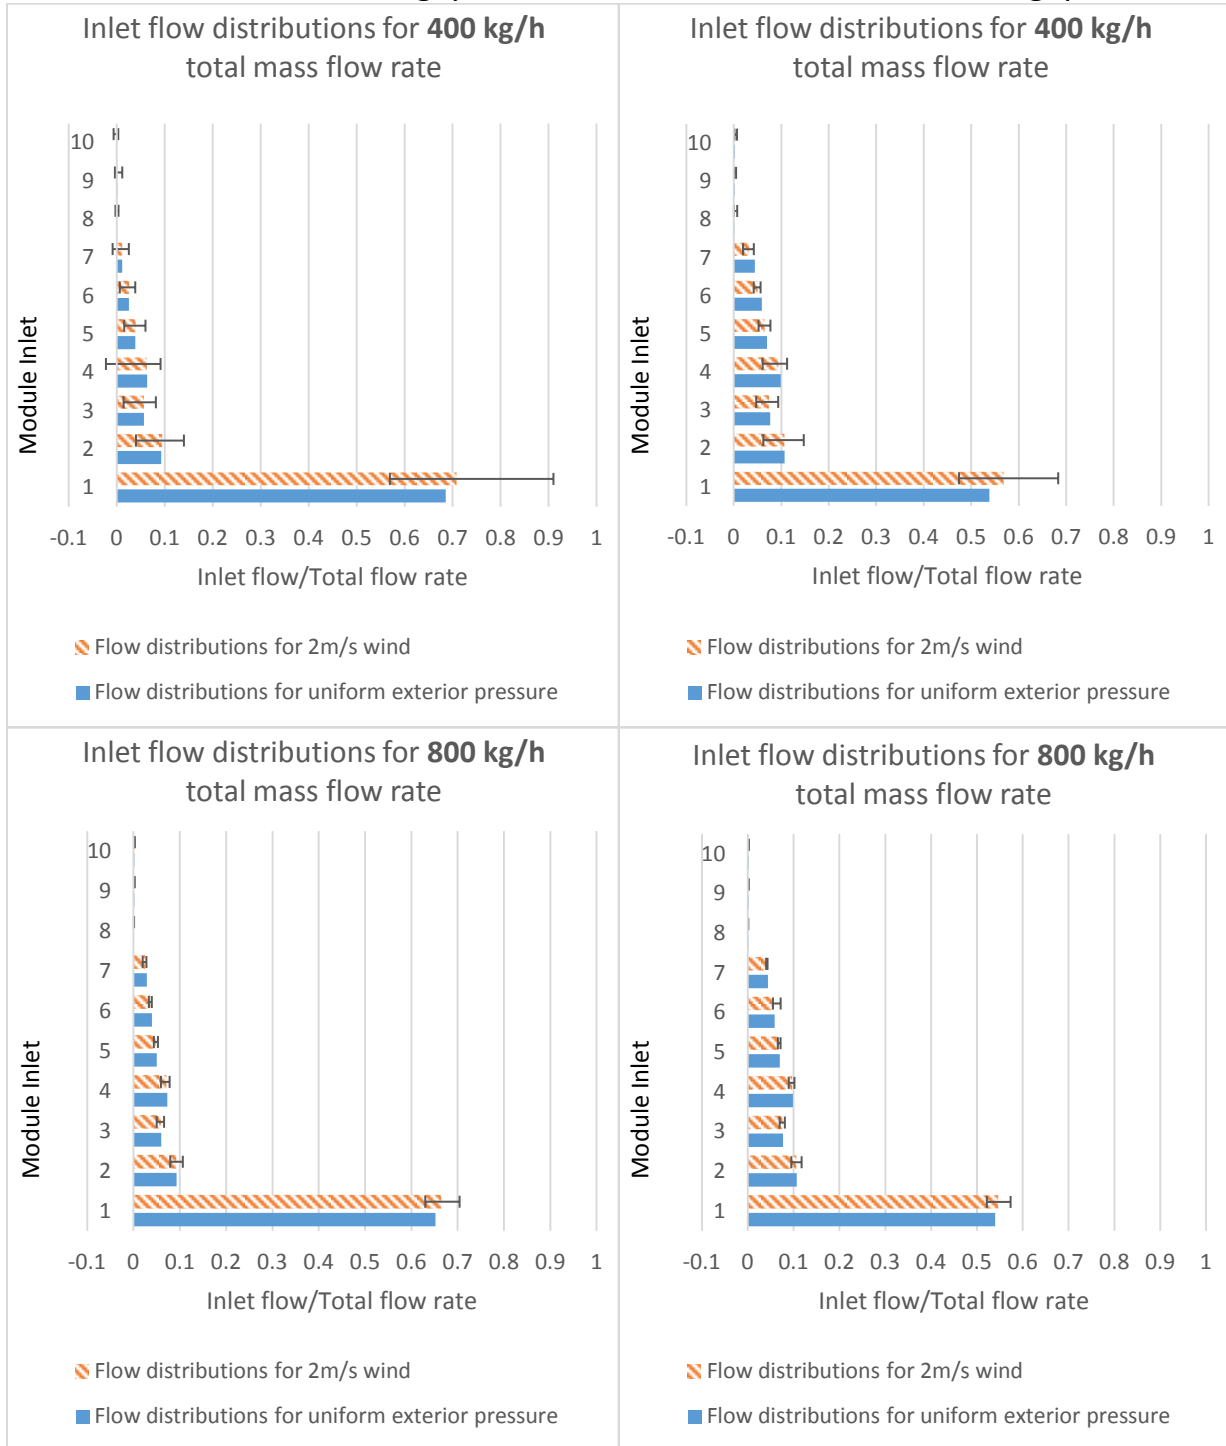 Inlet flow distributions for 400 kg/h
total mass flow rate
10
9
8
7
6
5
4
3
2
1
Module Inlet
-0.1 0 0.1 0.2 0.3 0.4 0.5 0.6 0.7 0.8 0.9 1
Inlet flow/Total flow rate
Flow distributions for 2m/s wind
Flow distributions for uniform exterior pressure
Inlet flow distributions for 400 kg/h
total mass flow rate
10
9
8
7
6
5
4
3
2
1
Module Inlet
-0.1 0 0.1 0.2 0.3 0.4 0.5 0.6 0.7 0.8 0.9 1
Inlet flow/Total flow rate
Flow distributions for 2m/s wind
Flow distributions for uniform exterior pressure
Inlet flow distributions for 800 kg/h
total mass flow rate
10
9
8
7
6
5
4
3
2
1
Module Inlet
-0.1 0 0.1 0.2 0.3 0.4 0.5 0.6 0.7 0.8 0.9 1
Inlet flow/Total flow rate
Flow distributions for 2m/s wind
Flow distributions for uniform exterior pressure
Inlet flow distributions for 800 kg/h
total mass flow rate
10
9
8
7
6
5
4
3
2
1
Module Inlet
-0.1 0 0.1 0.2 0.3 0.4 0.5 0.6 0.7 0.8 0.9 1
Inlet flow/Total flow rate
Flow distributions for 2m/s wind
Flow distributions for uniform exterior pressure